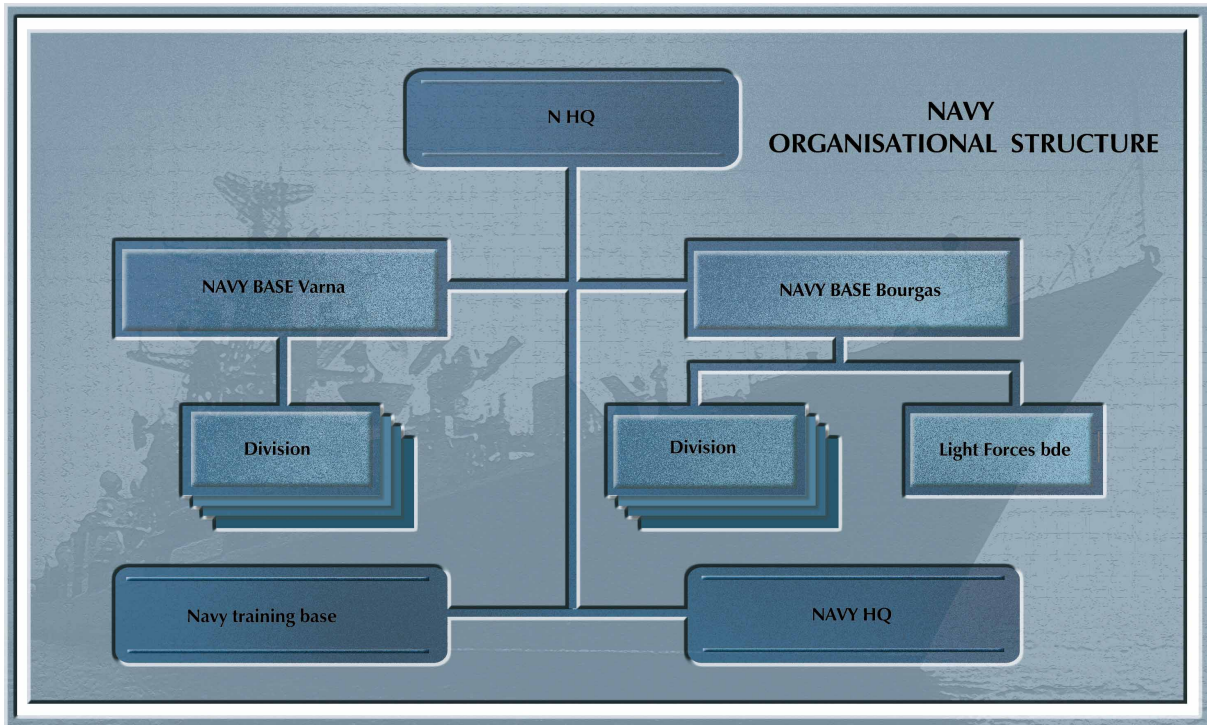 N HQ
NAVY
ORGANISATIONAL STRUCTURE
NAVY BASE Varna
NAVY BASE Bourgas
Division
Division
Light Forces bde
Navy training base
NAVY HQ